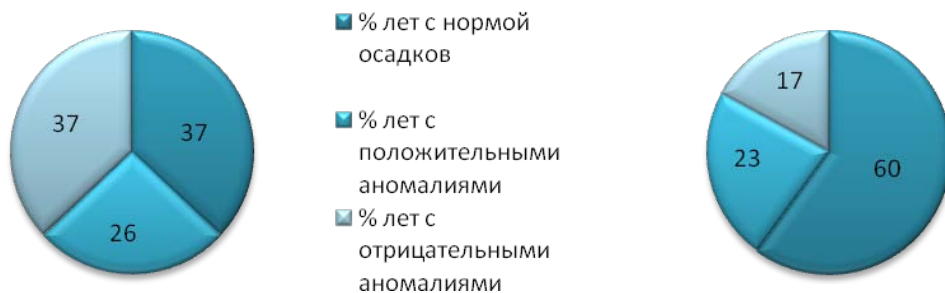 37
37
26
% лет с нормой
осадков
% лет с
положительными
аномалиями
% лет с
отрицательными
аномалиями
17
23
60